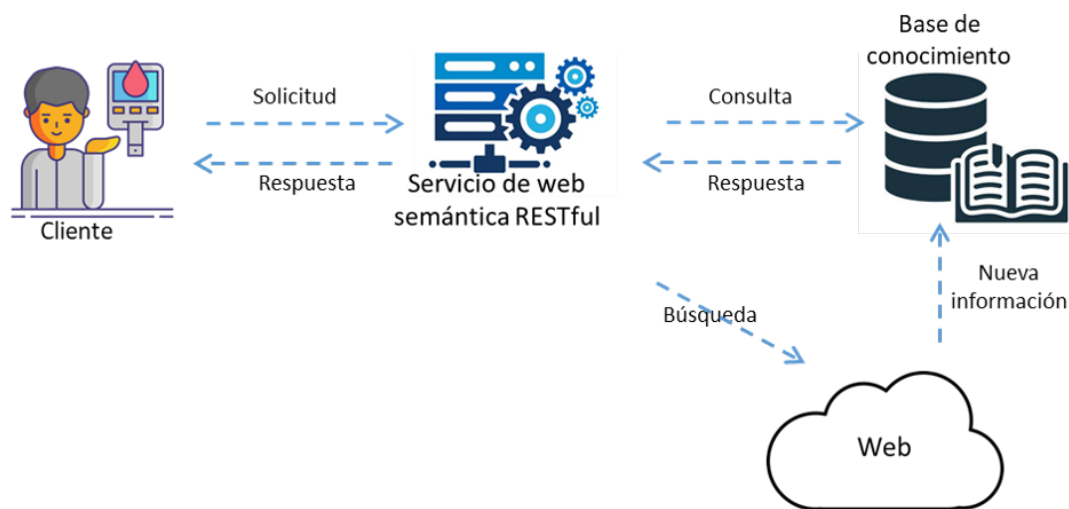 Base de
conocimiento
Solicitud
Consulta
Respuesta
Servicio de web
semántica RESTful
Respuesta
Cliente
Nueva
información
Búsqueda
Web